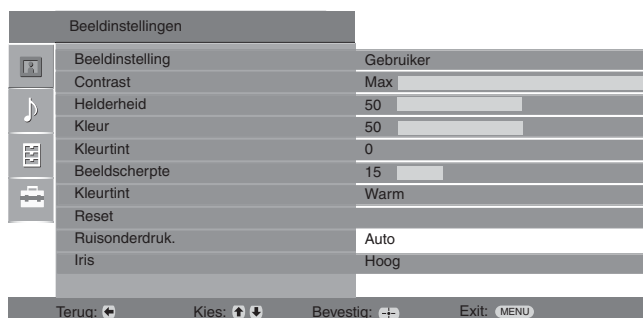 Beeldinstellingen
Beeldinstelling Gebruiker
Contrast Max
Helderheid 50
Kleur 50
Kleurtint 0
Beeldscherpte 15
Kleurtint Warm
Reset
Ruisonderdruk. Auto
Iris Hoog
Terug: Kies: Bevestig: Exit: MENU